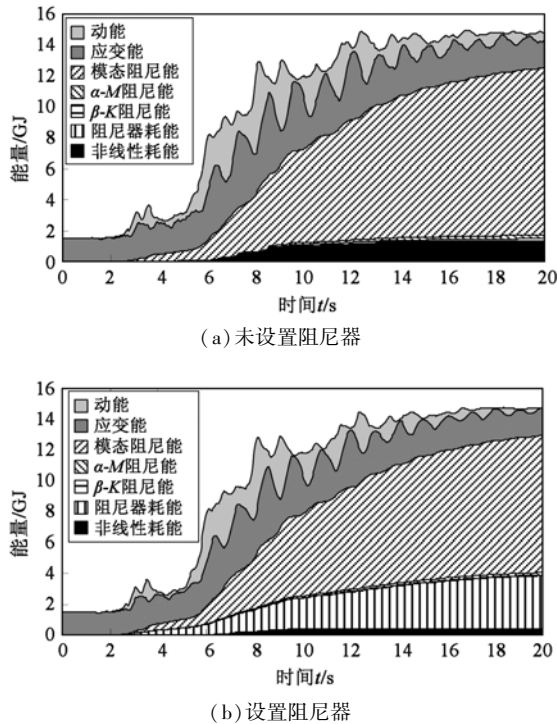 16
14
12
10
8
6
4
2
0
能量/GJ
动能
应变能
模态阻尼能
α-M阻尼能
β-K阻尼能
阻尼器耗能
非线性耗能
0 2 4 6 8 10 12 14 16 18 20
时间t/s
(a)未设置阻尼器
16
14
12
10
8
6
4
2
0
能量/GJ
动能
应变能
模态阻尼能
α-M阻尼能
β-K阻尼能
阻尼器耗能
非线性耗能
0 2 4 6 8 10 12 14 16 18 20
时间t/s
(b)设置阻尼器